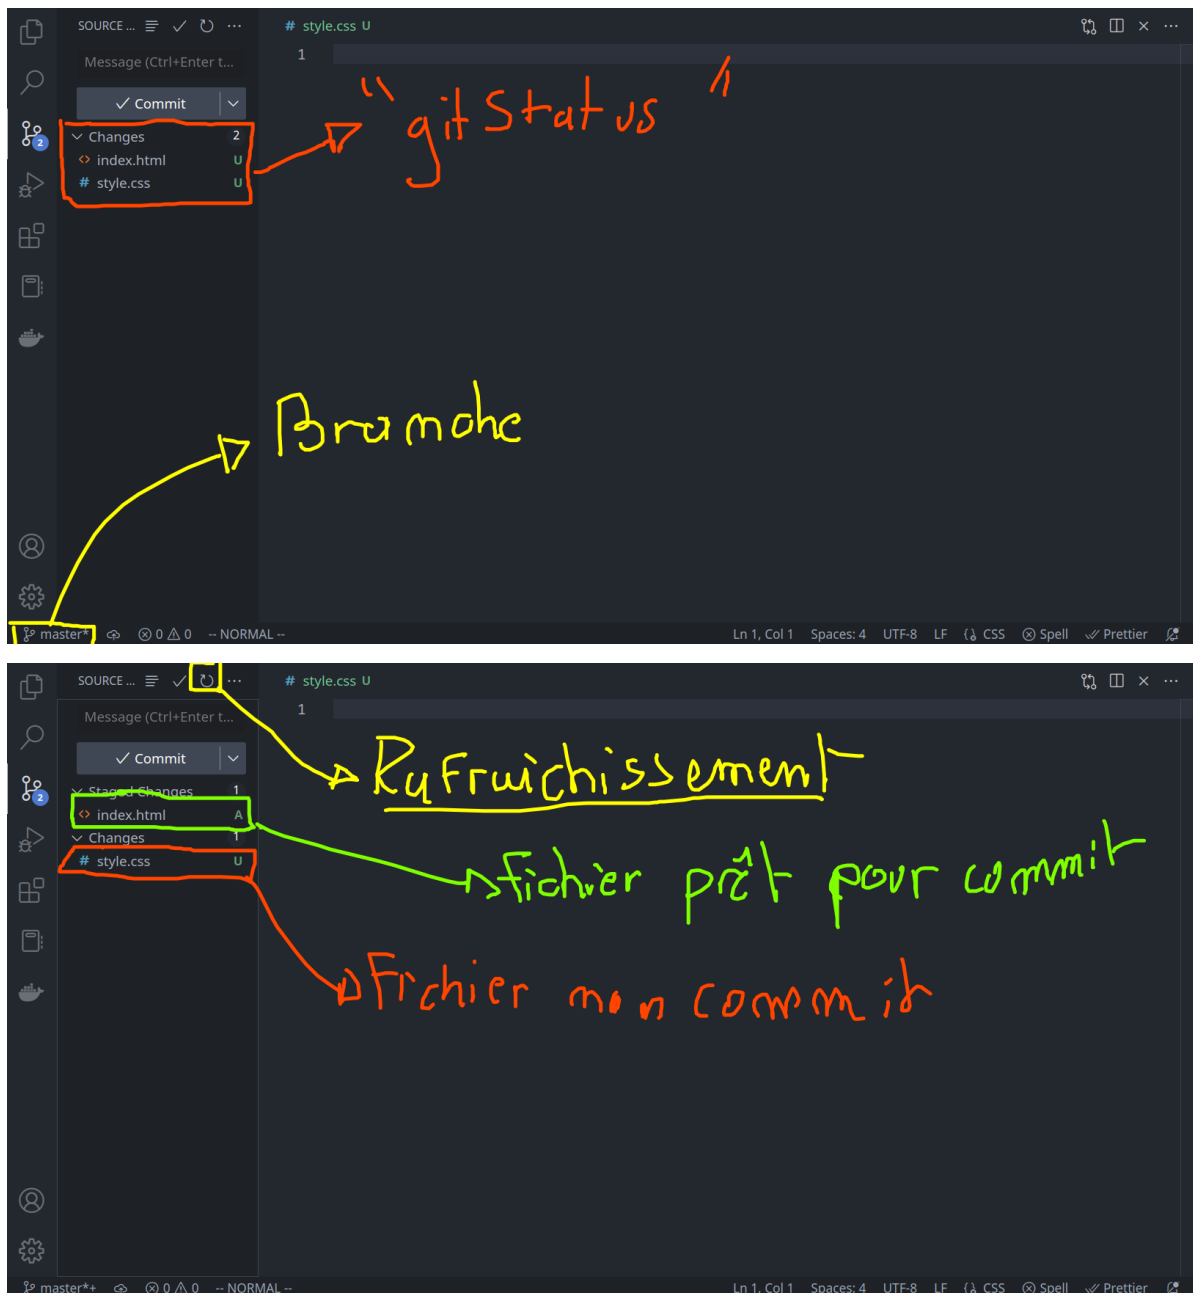 SOURCE ...
# style.css U
Message (Ctrl+Enter t...
1
Commit
"git Status"
Changes 2
2
index.html U
# style.css U
Branche
master* 0 0 -- NORMAL -- Ln 1, Col 1 Spaces: 4 UTF-8 LF CSS Spell Prettier
SOURCE ...
# style.css U
Message (Ctrl+Enter t...
1
Commit
Rafraichissement
Staged Changes 1
2
index.html A
Changes 1
# style.css U
fichier prêt pour commit
Fichier non commit
master*+ 0 0 -- NORMAL -- Ln 1, Col 1 Spaces: 4 UTF-8 LF CSS Spell Prettier